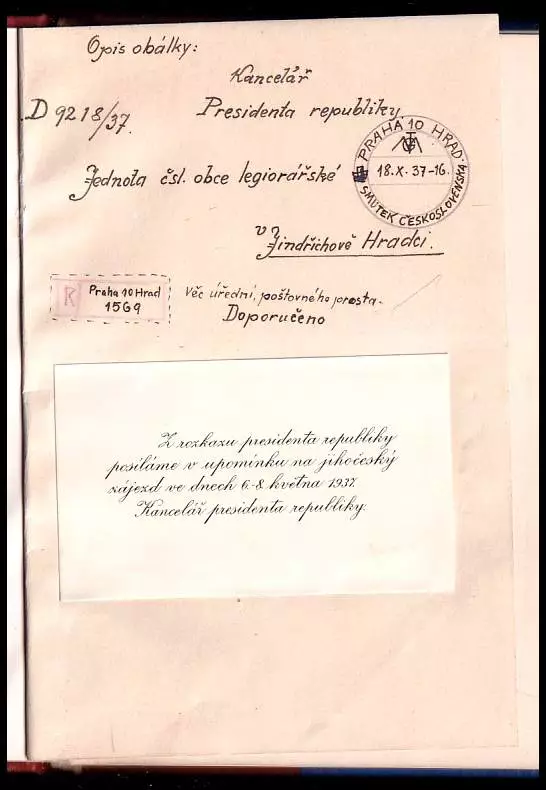 Opis obálky:
Kancelář
D 9218/37.
Presidenta republiky.
PRAHA 10 HRAD.
18.X.37-16.
SMUTEK ČESKOSLOVENSKA
Jednota čsl. obce legiorářské
v Jindřichově Hradci.
R Praha 10 Hrad
1569
Věc úřední, poštovného prosta.
Doporučeno
Z rozkazu presidenta republiky
posíláme v upomínku na jihočeský
zájezd ve dnech 6.-8. května 1937.
Kancelář presidenta republiky.